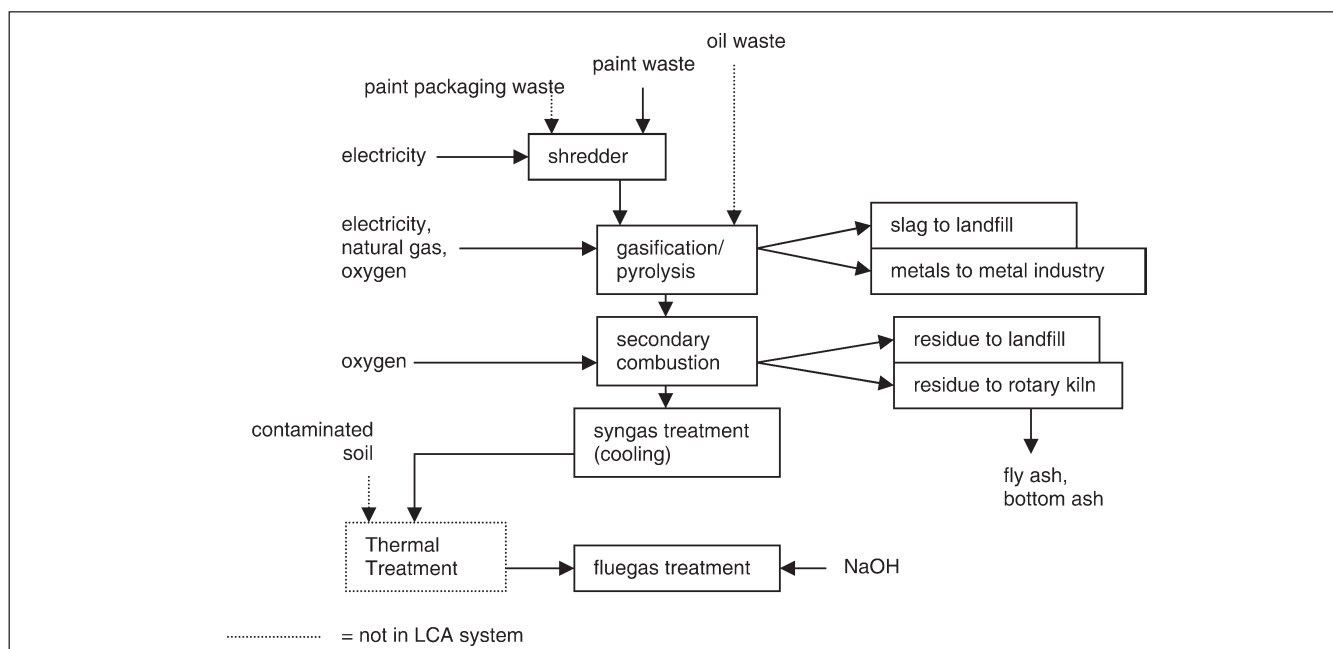 oil waste
paint waste
paint packaging waste
electricity
shredder
electricity,
natural gas,
oxygen
gasification/
pyrolysis
slag to landfill
metals to metal industry
oxygen
secondary
combustion
residue to landfill
residue to rotary kiln
contaminated
soil
syngas treatment
(cooling)
fly ash,
bottom ash
Thermal
Treatment
fluegas treatment
NaOH
= not in LCA system